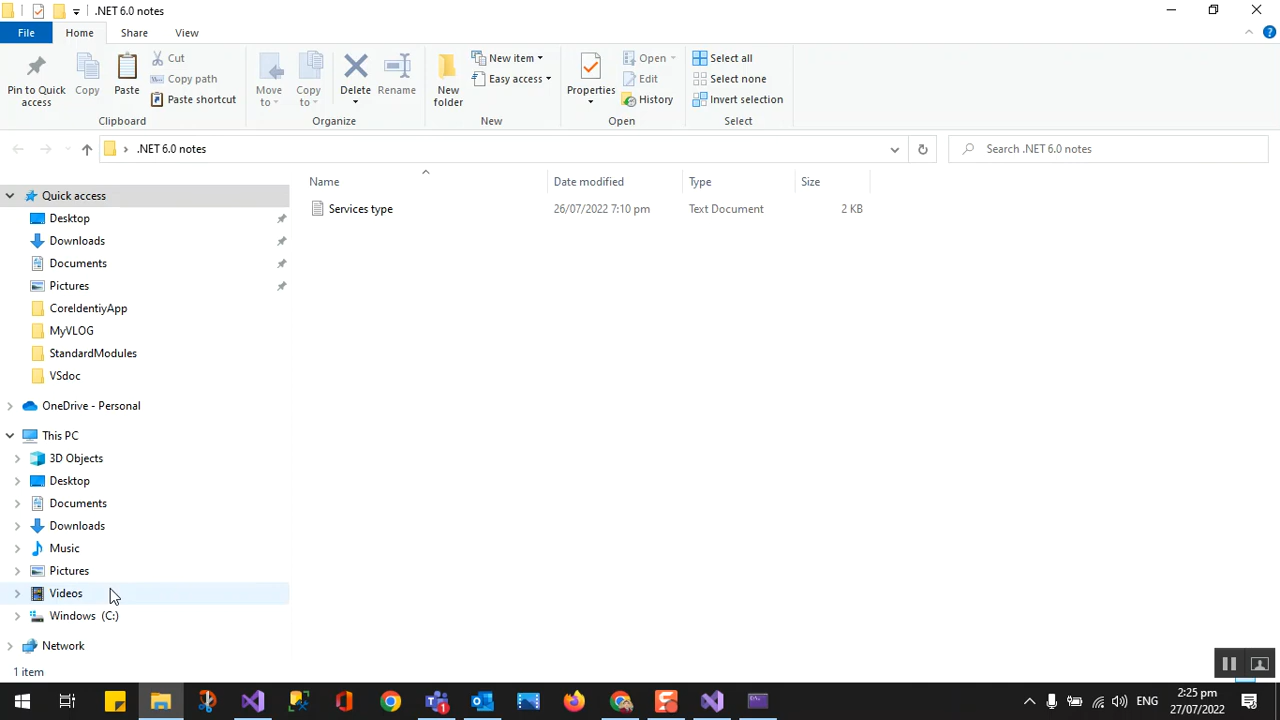 .NET 6.0 notes
File Home Share View
Pin to Quick access
Copy
Paste
Cut
Copy path
Paste shortcut
Clipboard
Move to
Copy to
Delete
Rename
Organize
New folder
New item
Easy access
New
Properties
Open
Edit
History
Open
Select all
Select none
Invert selection
Select
.NET 6.0 notes
Search .NET 6.0 notes
Name Date modified Type Size
Services type 26/07/2022 7:10 pm Text Document 2 KB
Quick access
Desktop
Downloads
Documents
Pictures
CoreIdentiyApp
MyVLOG
StandardModules
VSdoc
OneDrive - Personal
This PC
3D Objects
Desktop
Documents
Downloads
Music
Pictures
Videos
Windows (C:)
Network
1 item
1
ENG
2:25 pm
27/07/2022